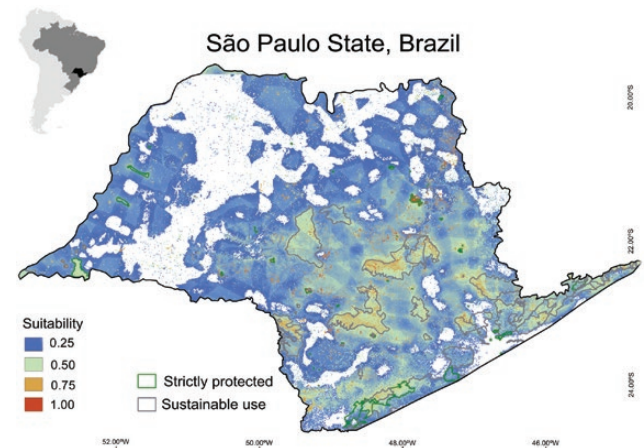 São Paulo State, Brazil
20.00°S
22.00°S
24.00°S
Suitability
0.25
0.50
0.75
1.00
Strictly protected
Sustainable use
52.00°W
50.00°W
48.00°W
46.00°W